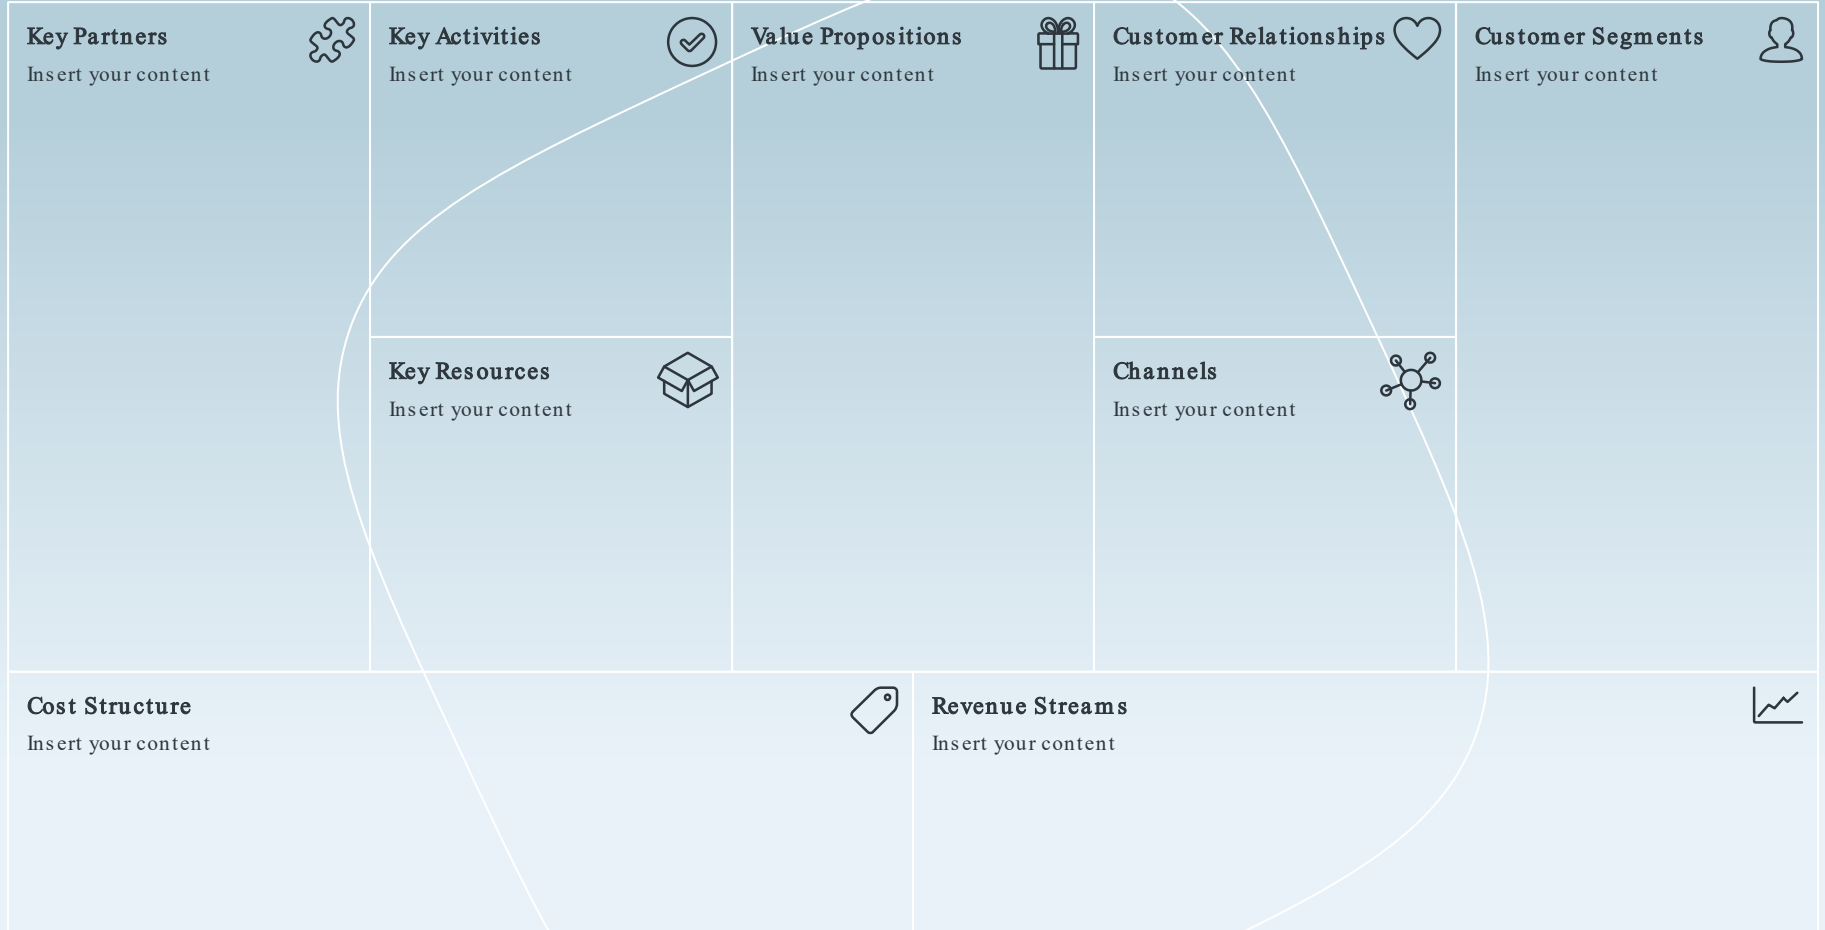 Key Partners
Insert your content
Key Activities
Insert your content
Value Propositions
Insert your content
Customer Relationships
Insert your content
Customer Segments
Insert your content
Key Resources
Insert your content
Channels
Insert your content
Cost Structure
Insert your content
Revenue Streams
Insert your content